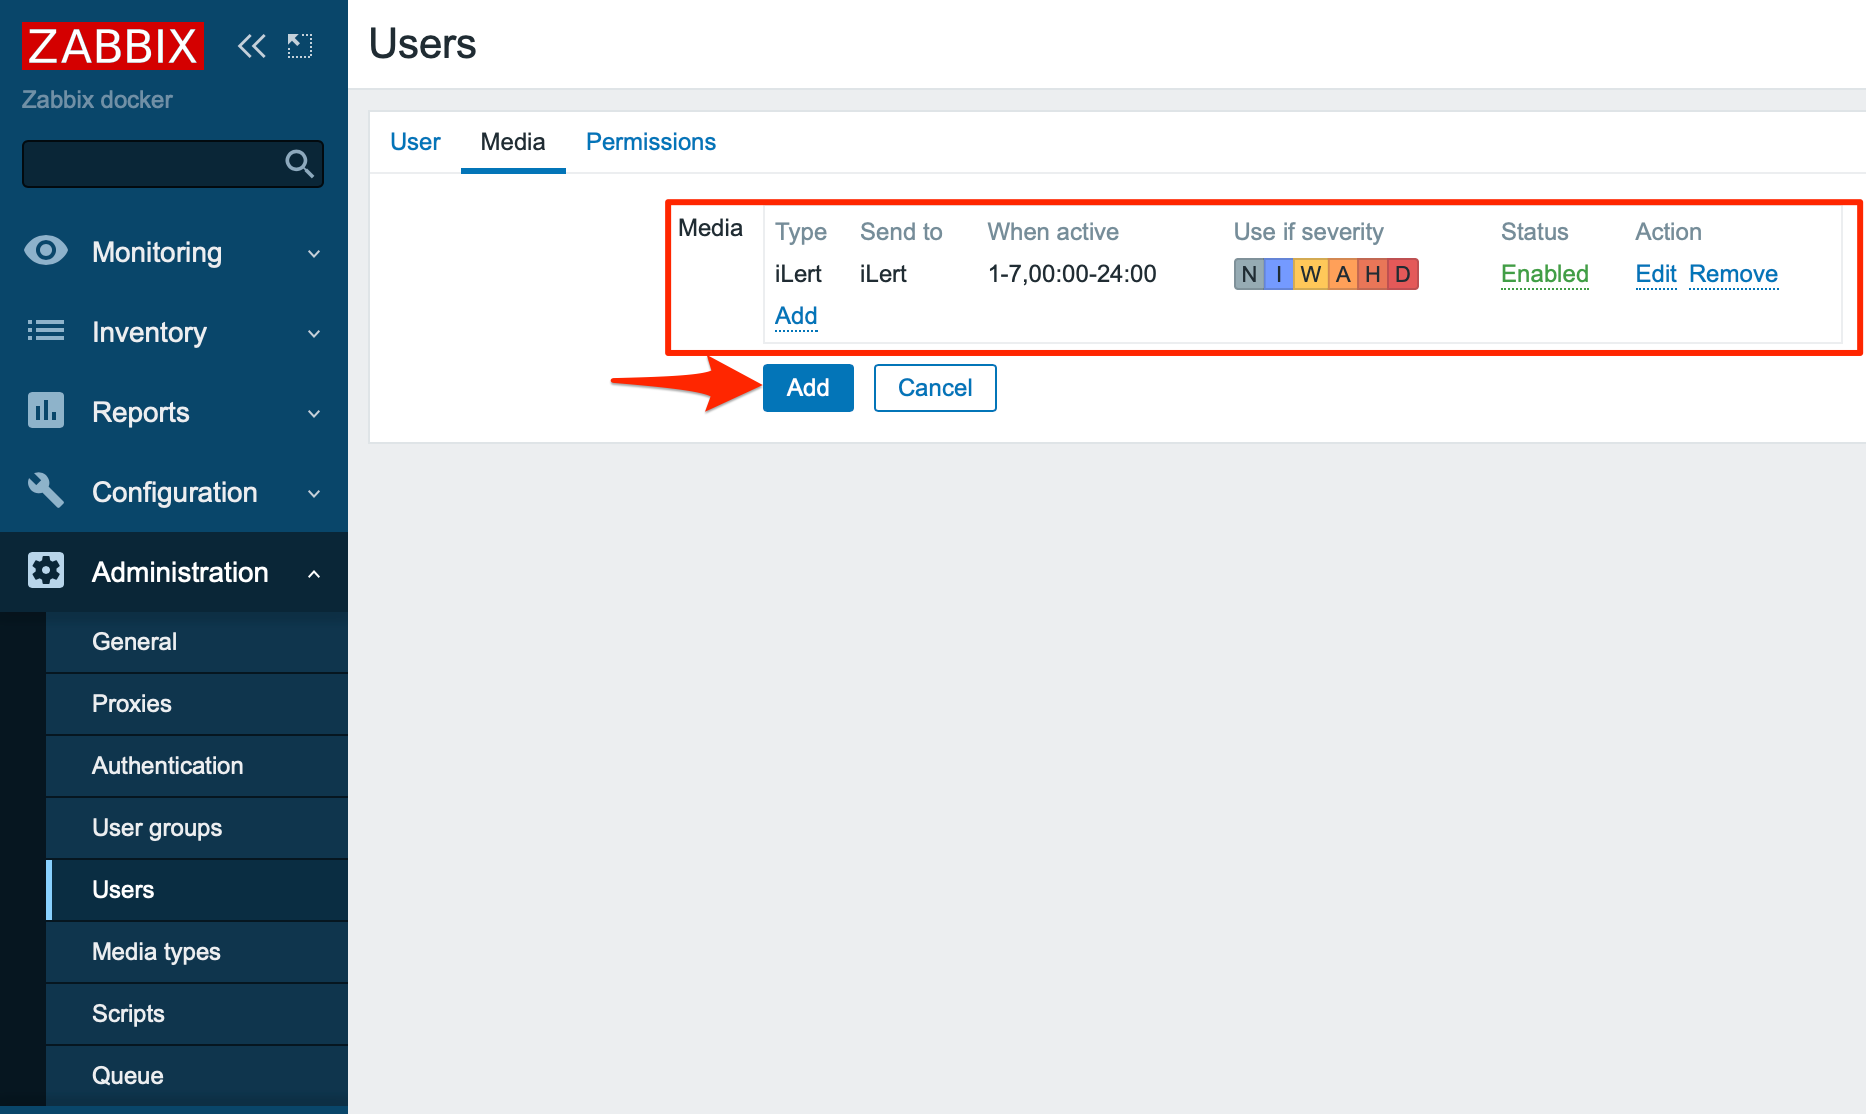 ZABBIX
Zabbix docker
Monitoring
Inventory
Reports
Configuration
Administration
General
Proxies
Authentication
User groups
Users
Media types
Scripts
Queue
Users
User Media Permissions
Media Type Send to When active Use if severity Status Action
iLert iLert 1-7,00:00-24:00 N I W A H D Enabled Edit Remove
Add
Add Cancel